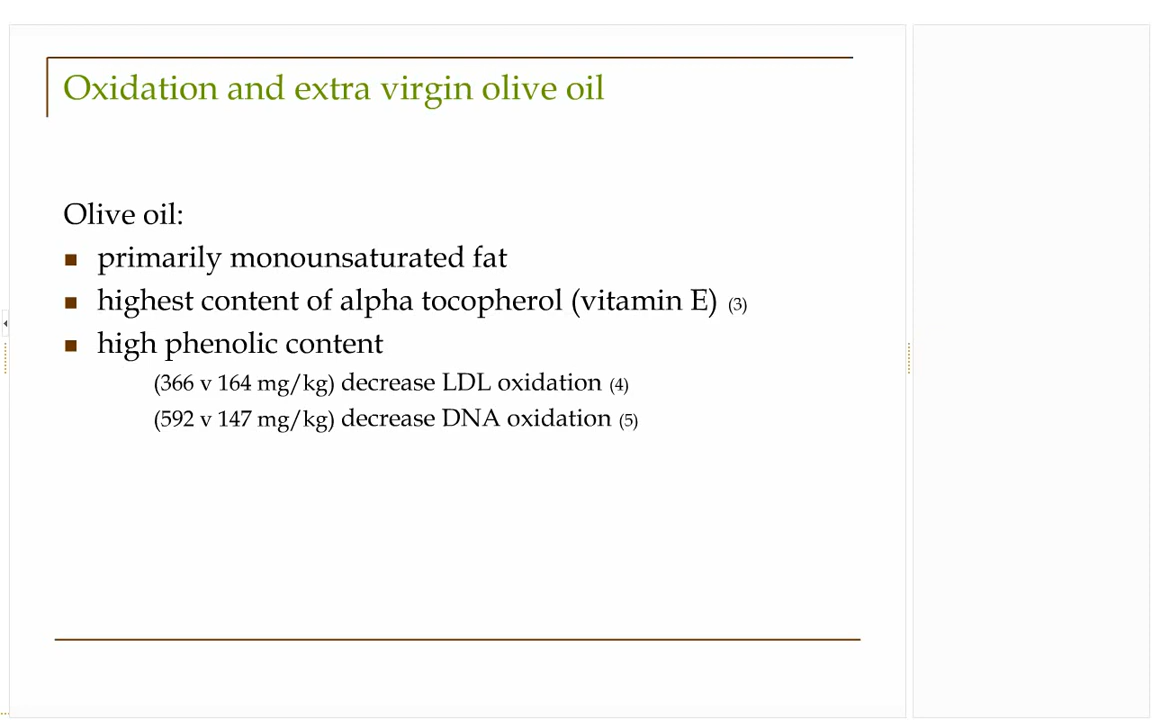 Oxidation and extra virgin olive oil
Olive oil:
primarily monounsaturated fat
highest content of alpha tocopherol (vitamin E) (3)
high phenolic content
(366 v 164 mg/kg) decrease LDL oxidation (4)
(592 v 147 mg/kg) decrease DNA oxidation (5)